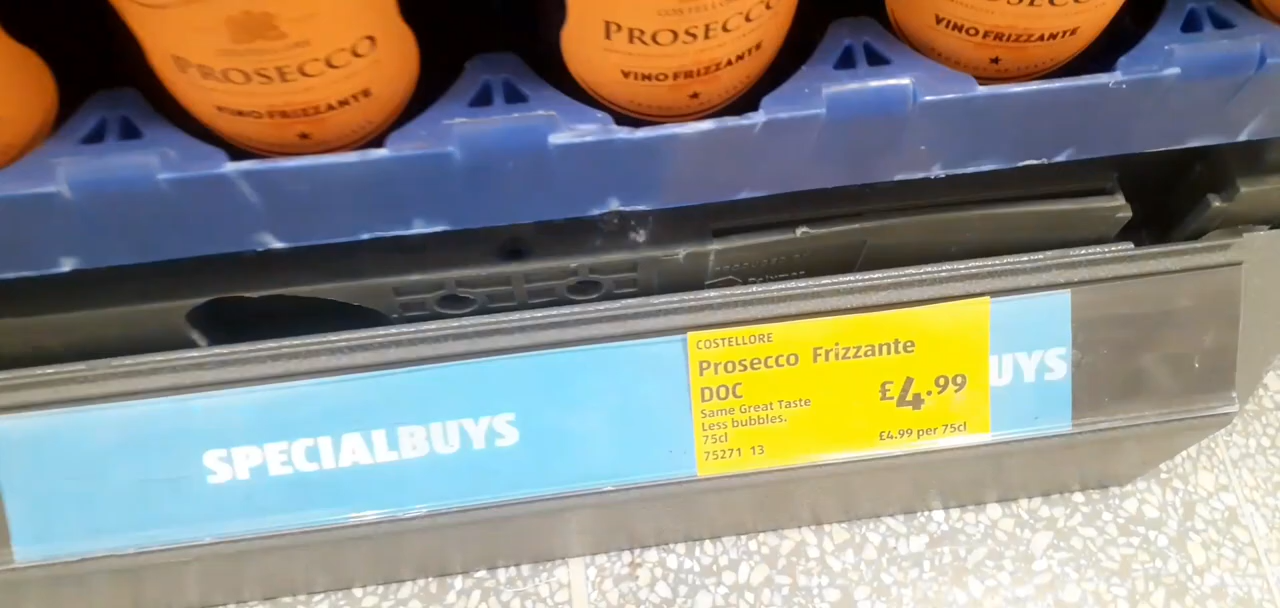 PROSECCO
VINO FRIZZANTE
PROSECCO
VINO FRIZZANTE
VINO FRIZZANTE
SPECIALBUYS
COSTELLORE
Prosecco Frizzante
DOC
£4.99
Same Great Taste
Less bubbles.
75cl
£4.99 per 75cl
75271 13
UYS